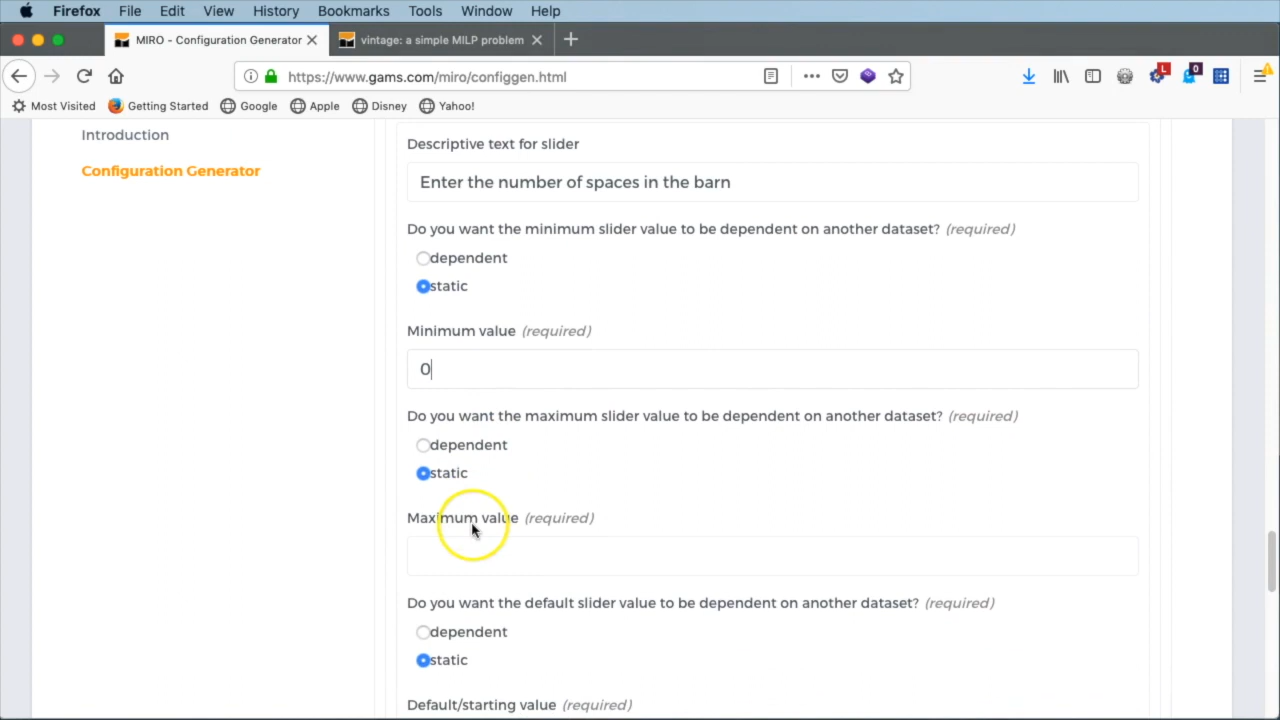 Firefox File Edit View History Bookmarks Tools Window Help
MIRO - Configuration Generator vintage: a simple MILP problem
https://www.gams.com/miro/configgen.html L 0
Most Visited Getting Started Google Apple Disney Yahoo!
Introduction
Configuration Generator
Descriptive text for slider
Enter the number of spaces in the barn
Do you want the minimum slider value to be dependent on another dataset? (required)
dependent
static
Minimum value (required)
0
Do you want the maximum slider value to be dependent on another dataset? (required)
dependent
static
Maximum value (required)
Do you want the default slider value to be dependent on another dataset? (required)
dependent
static
Default/starting value (required)